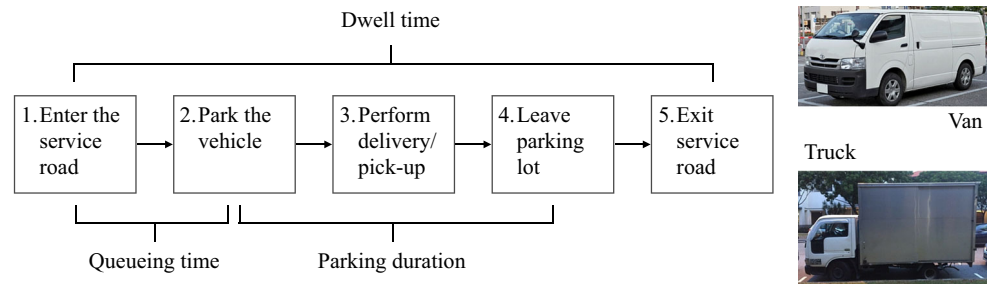 Dwell time
1.Enter the
service
road
2.Park the
vehicle
3.Perform
delivery/
pick-up
4.Leave
parking
lot
5.Exit
service
road
Queueing time
Parking duration
Van
Truck